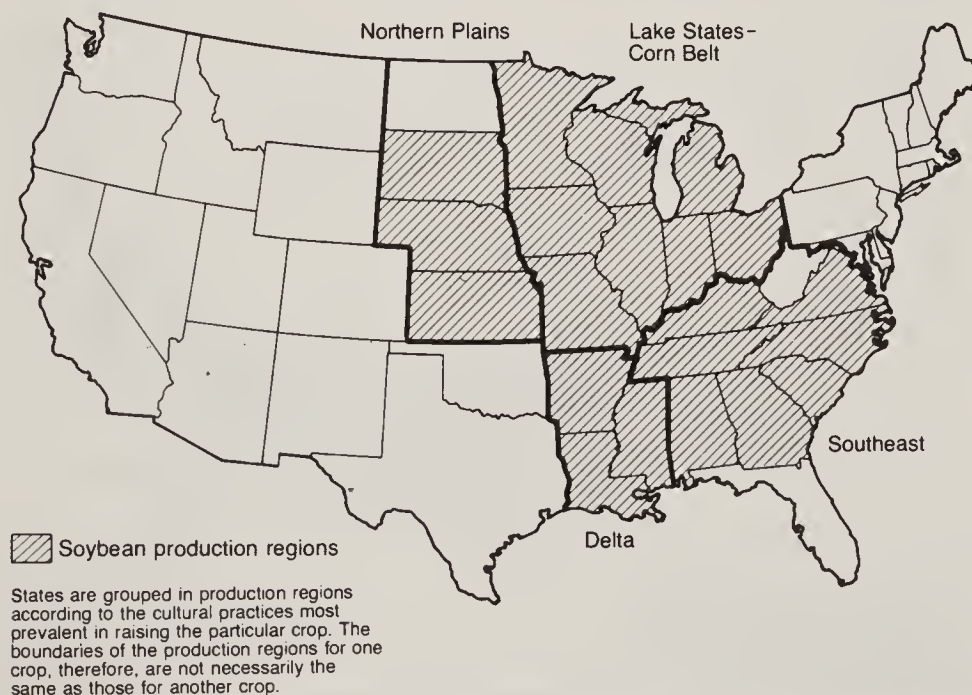 Northern Plains
Lake States–
Corn Belt
Southeast
Delta
Soybean production regions
States are grouped in production regions
according to the cultural practices most
prevalent in raising the particular crop. The
boundaries of the production regions for one
crop, therefore, are not necessarily the
same as those for another crop.